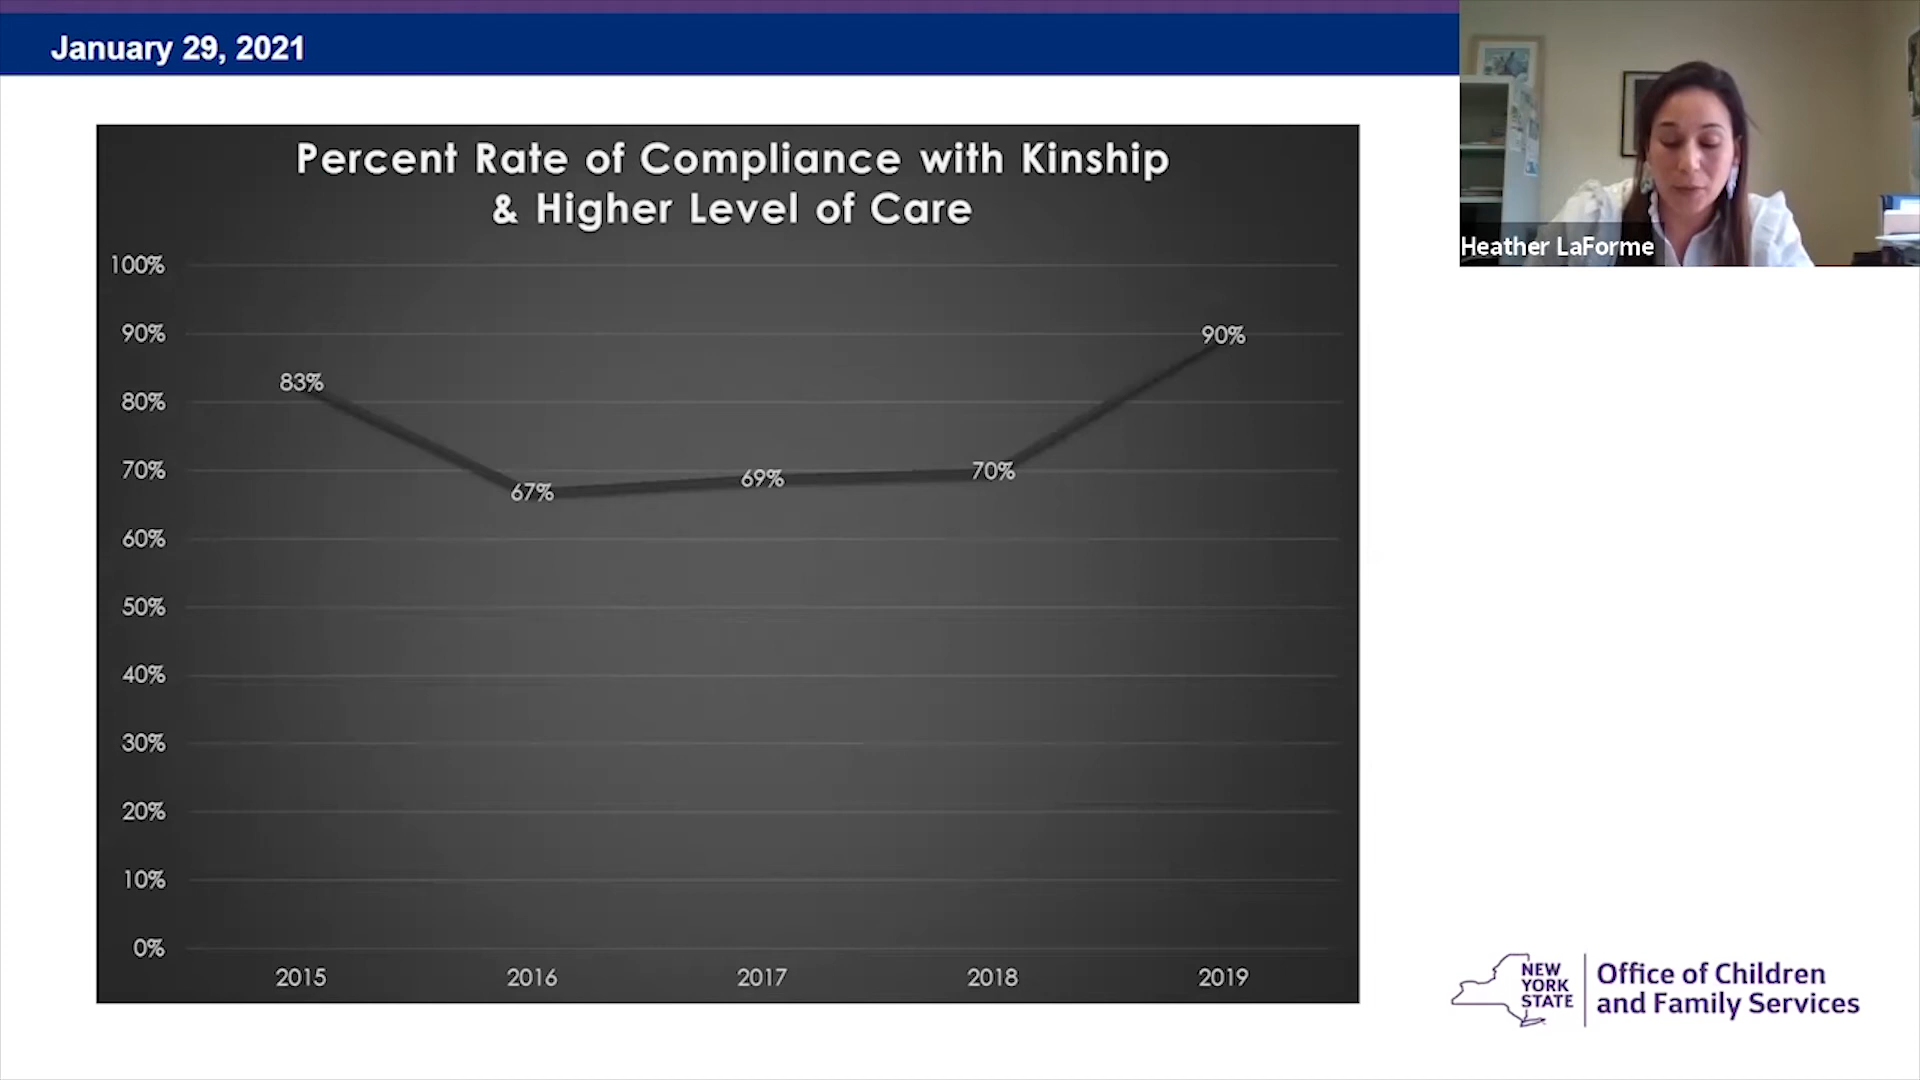 January 29, 2021
Heather LaForme
Percent Rate of Compliance with Kinship
& Higher Level of Care
100%
90%
80%
70%
60%
50%
40%
30%
20%
10%
0%
83%
67%
69%
70%
90%
2015
2016
2017
2018
2019
NEW
YORK
STATE
Office of Children
and Family Services